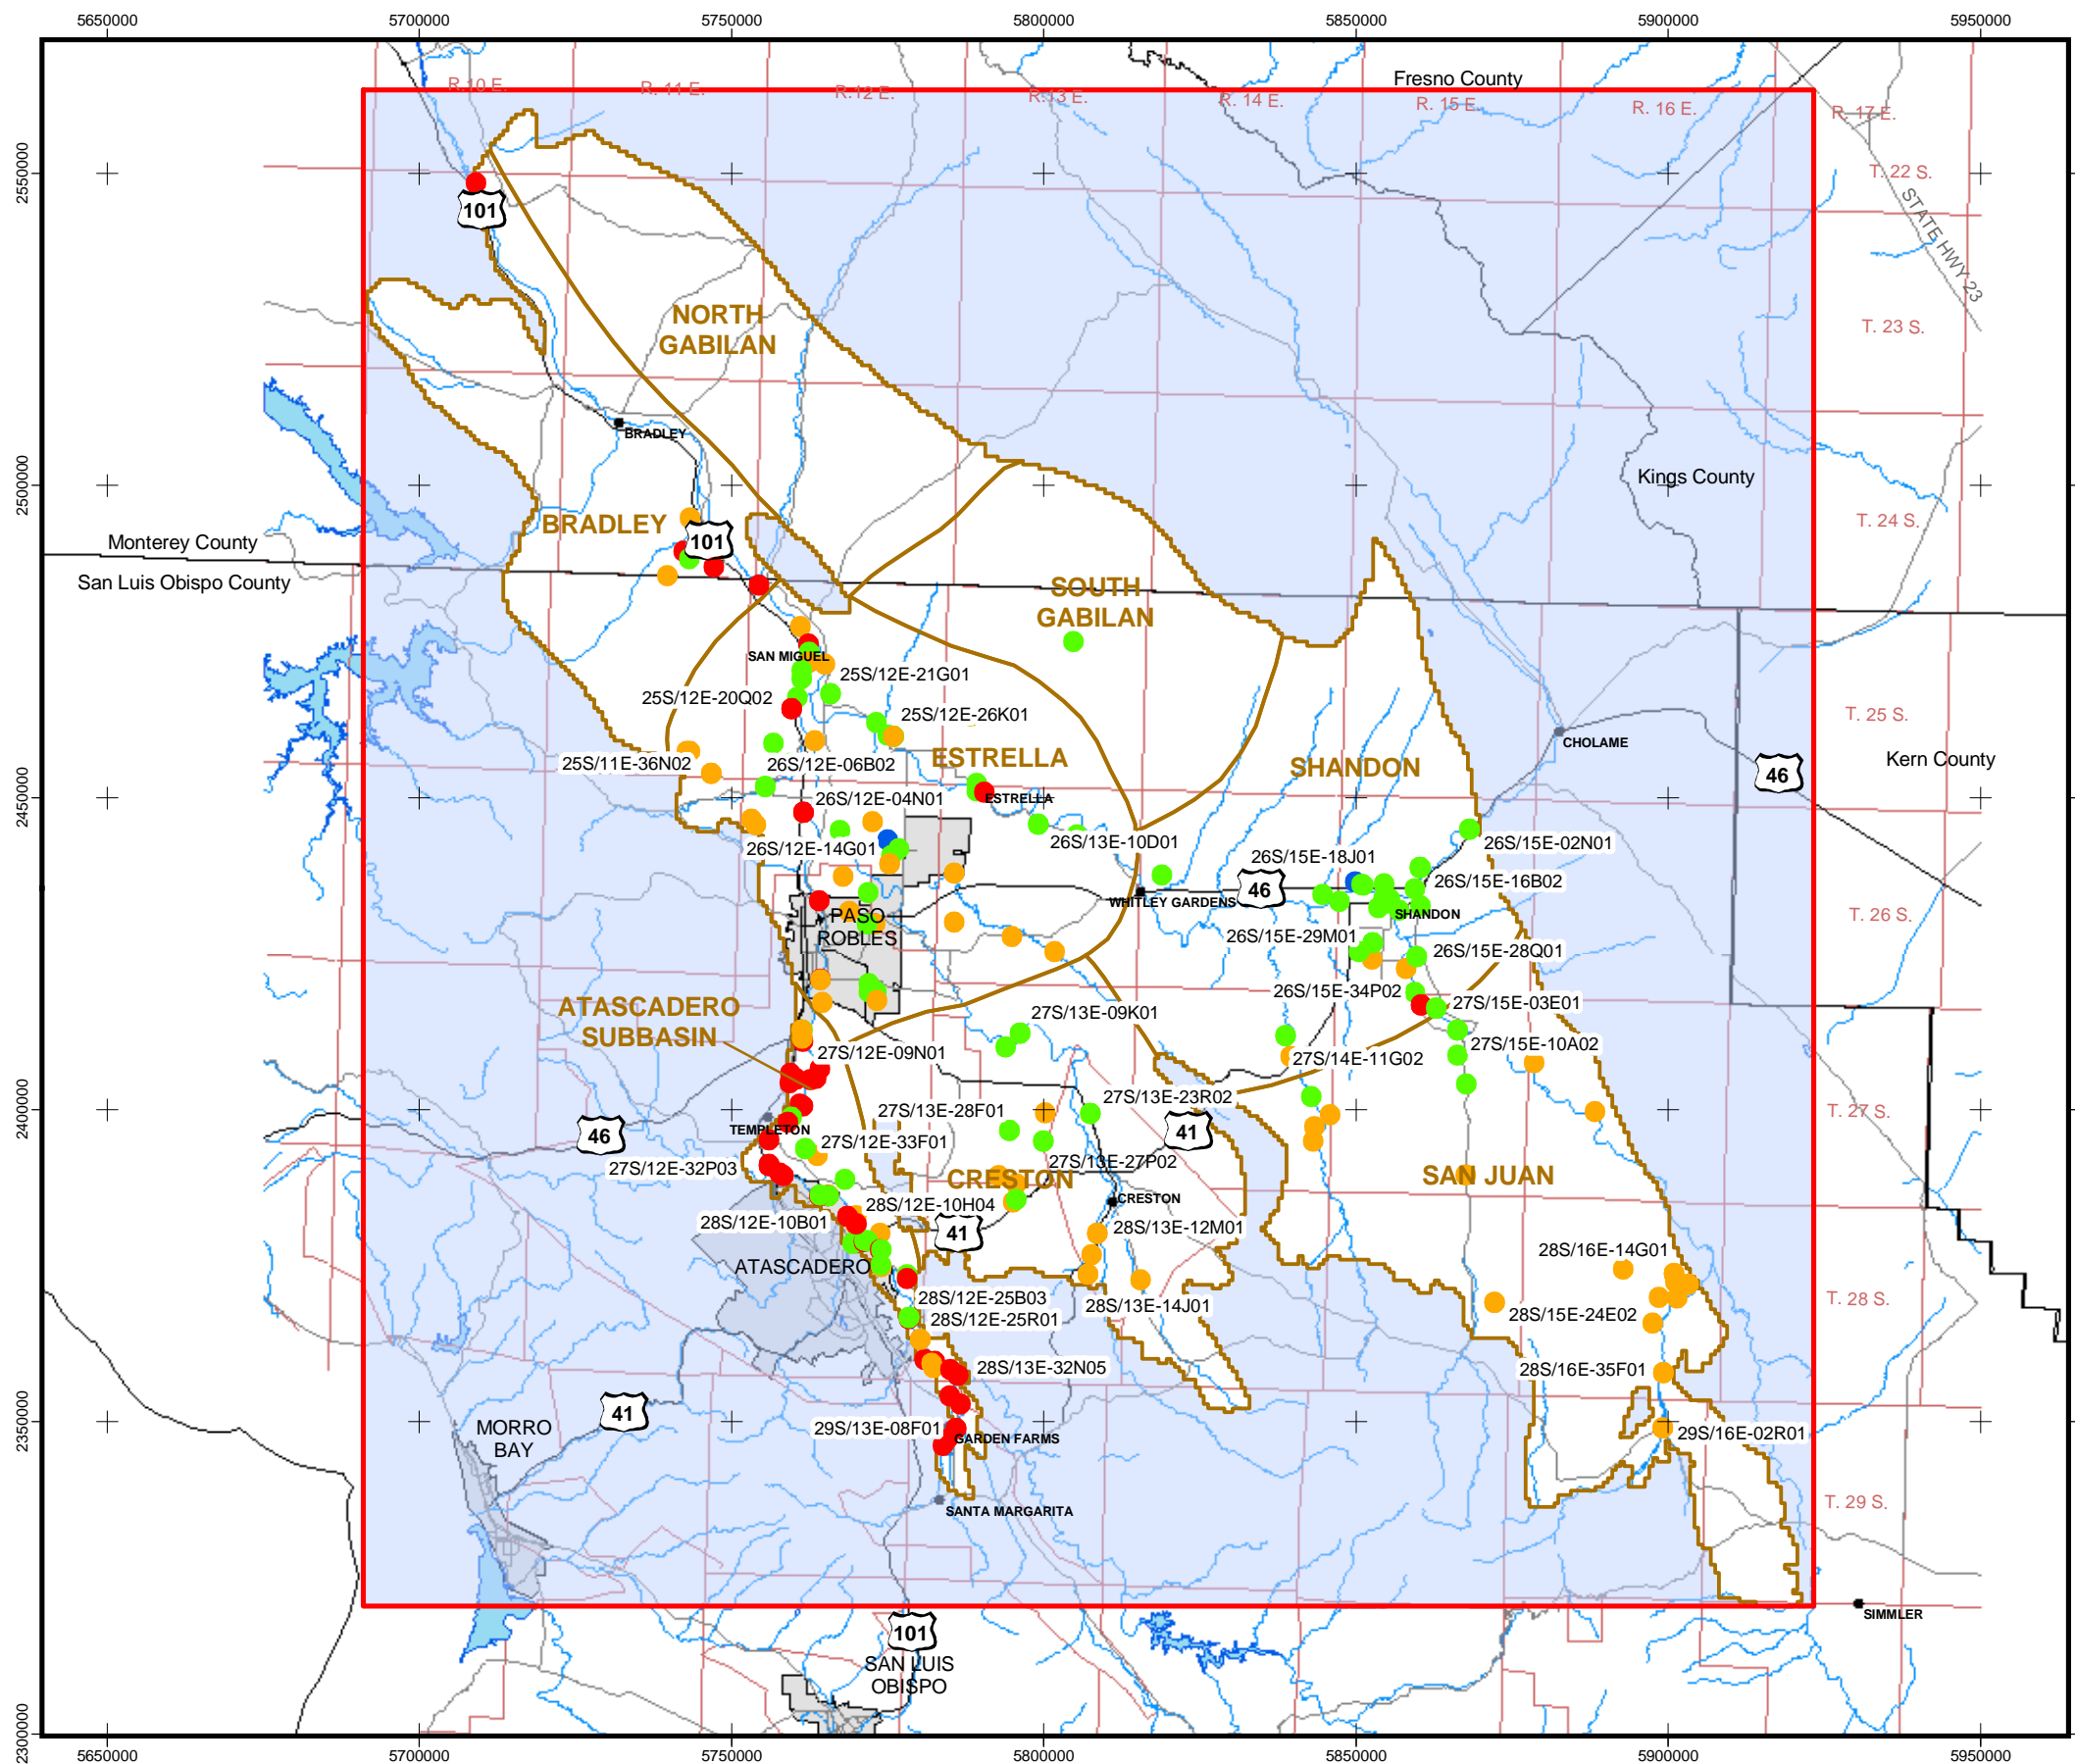 5650000 5700000 5750000 5800000 5850000 5900000 5950000
Fresno County
R.10 E. R. 11 E. R.12 E. R.13 E. R. 14 E. R. 15 E. R. 16 E. R. 17 E.
2550000
T. 22 S.
101
STATE HWY 23
NORTH
GABILAN
T. 23 S.
BRADLEY
2500000
Kings County
BRADLEY
T. 24 S.
101
Monterey County
San Luis Obispo County
SOUTH
GABILAN
SAN MIGUEL
25S/12E-21G01
25S/12E-20Q02
25S/12E-26K01
T. 25 S.
CHOLAME
ESTRELLA
SHANDON
Kern County
25S/11E-36N02
26S/12E-06B02
46
2450000
26S/12E-04N01
ESTRELLA
26S/12E-14G01
26S/13E-10D01
26S/15E-02N01
26S/15E-18J01
26S/15E-16B02
46
WHITLEY GARDENS
SHANDON
T. 26 S.
PASO
ROBLES
26S/15E-29M01
26S/15E-28Q01
26S/15E-34P02
27S/15E-03E01
ATASCADERO
SUBBASIN
27S/13E-09K01
27S/15E-10A02
27S/12E-09N01
27S/14E-11G02
2400000
27S/13E-23R02
T. 27 S.
27S/13E-28F01
46
TEMPLETON
41
27S/12E-33F01
27S/13E-27P02
27S/12E-32P03
CRESTON
SAN JUAN
CRESTON
28S/12E-10H04
28S/12E-10B01
41
28S/13E-12M01
28S/16E-14G01
ATASCADERO
28S/12E-25B03
28S/13E-14J01
T. 28 S.
28S/12E-25R01
28S/15E-24E02
28S/13E-32N05
28S/16E-35F01
2350000
41
MORRO
BAY
29S/13E-08F01
GARDEN FARMS
29S/16E-02R01
T. 29 S.
SANTA MARGARITA
SIMMLER
101
SAN LUIS
OBISPO
2300000
5650000 5700000 5750000 5800000 5850000 5900000 5950000